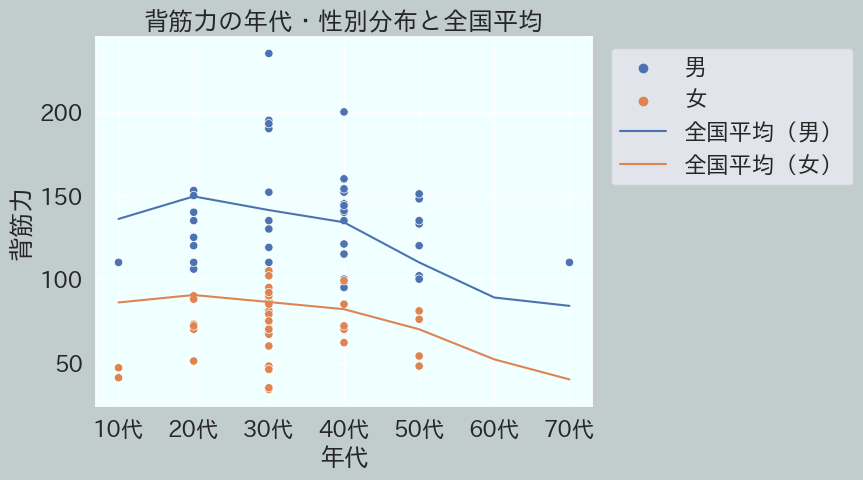 背筋力の年代・性別分布と全国平均
男
女
全国平均（男）
全国平均（女）
背筋力
200
150
100
50
10代 20代 30代 40代 50代 60代 70代
年代